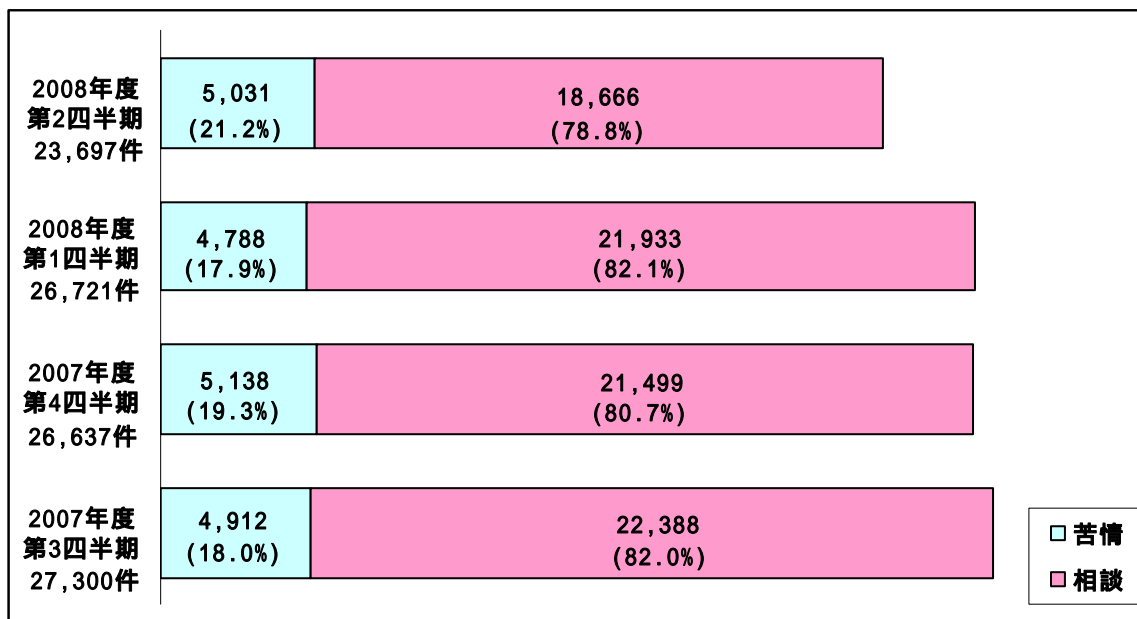 2008年度
第2四半期
23,697件
5,031
(21.2%)
18,666
(78.8%)
2008年度
第1四半期
26,721件
4,788
(17.9%)
21,933
(82.1%)
2007年度
第4四半期
26,637件
5,138
(19.3%)
21,499
(80.7%)
2007年度
第3四半期
27,300件
4,912
(18.0%)
22,388
(82.0%)
苦情
相談